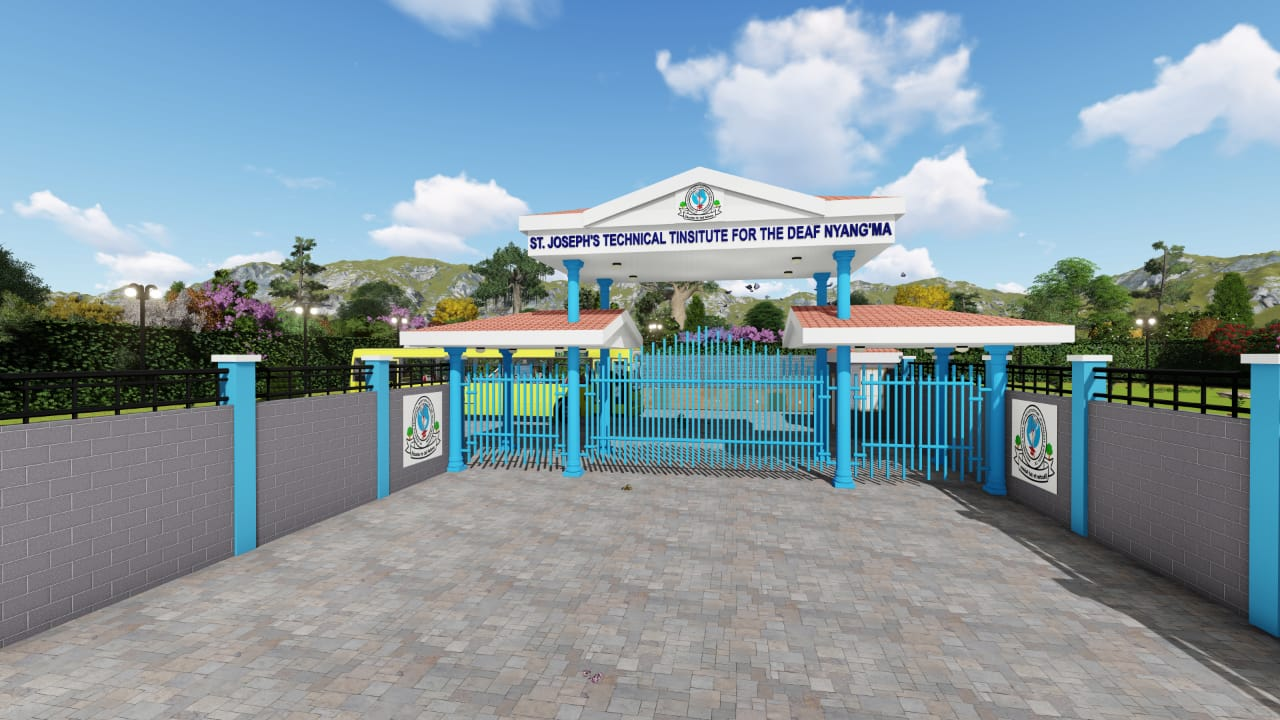 ST. JOSEPH'S TECHNICAL TINSITUTE FOR THE DEAF NYANG'MA